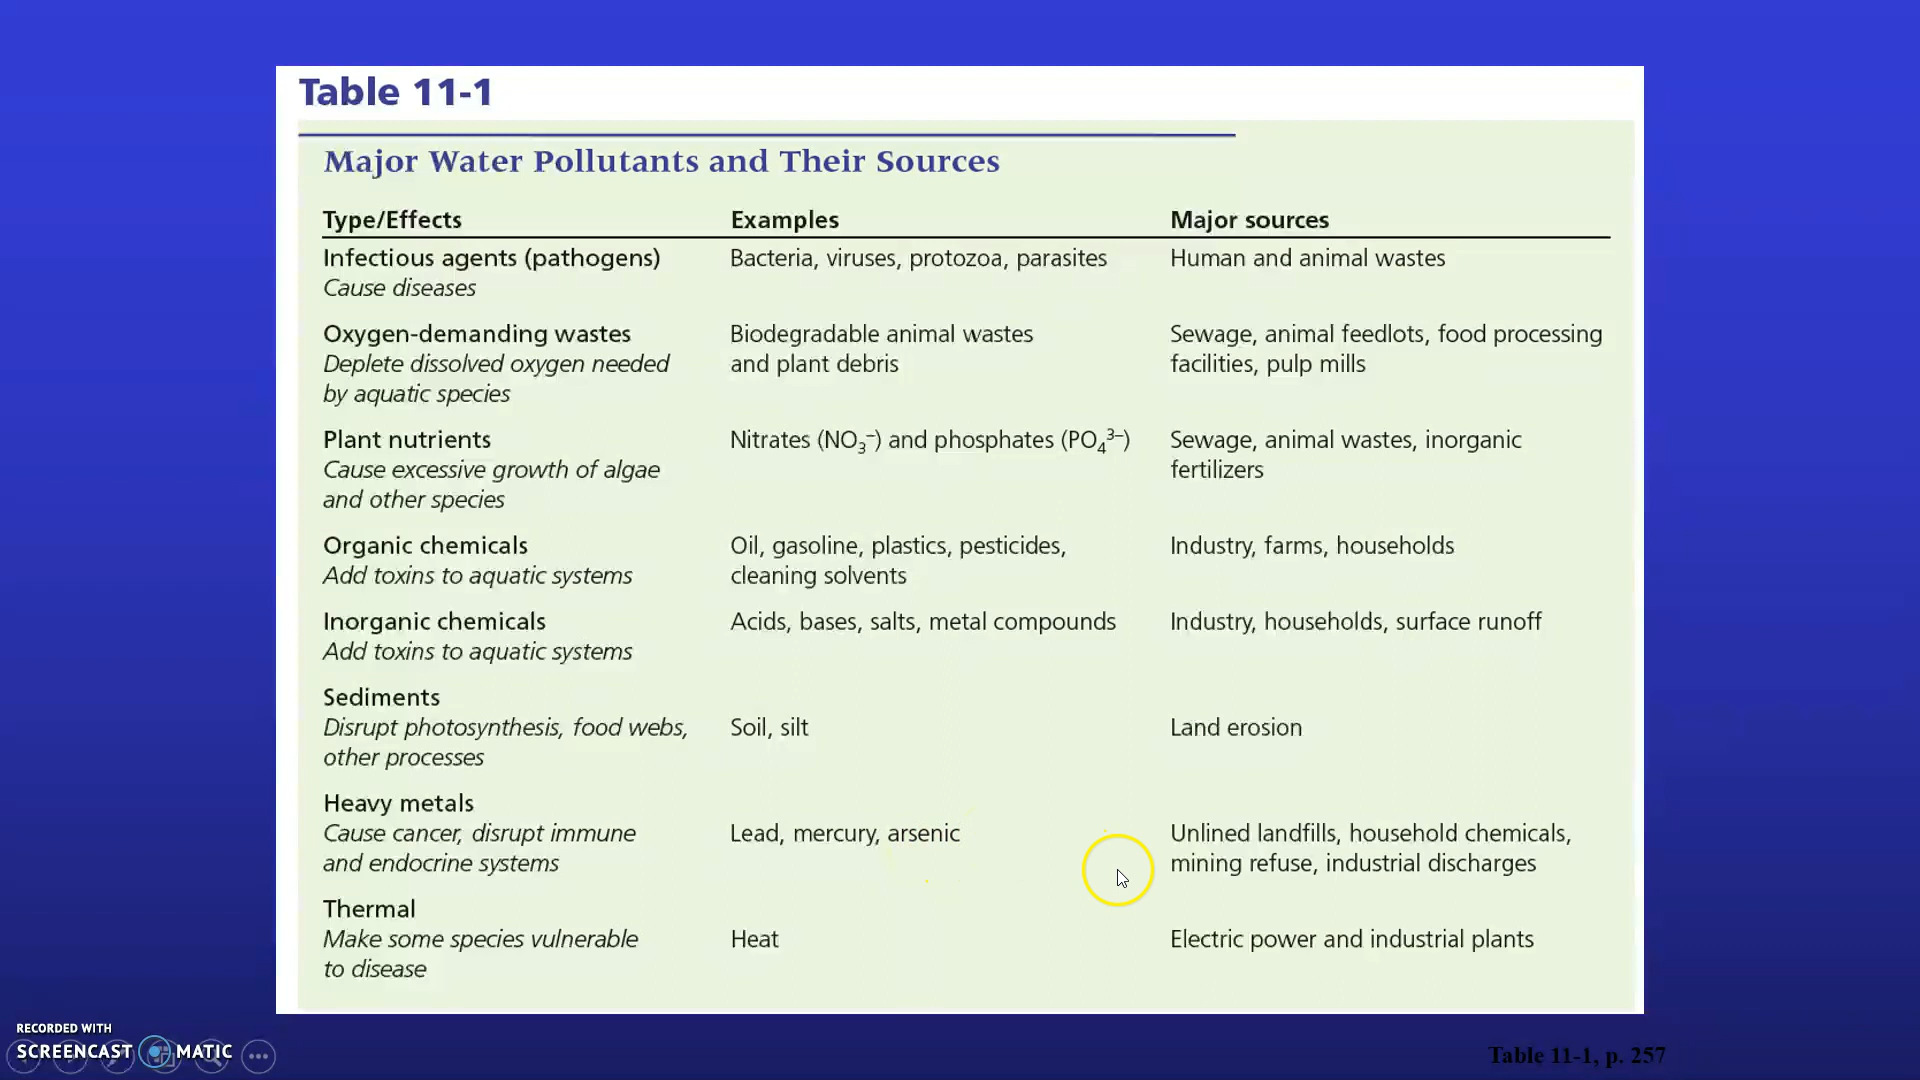 Table 11-1
Major Water Pollutants and Their Sources
Type/Effects Examples Major sources
Infectious agents (pathogens) Bacteria, viruses, protozoa, parasites Human and animal wastes
Cause diseases
Oxygen-demanding wastes Biodegradable animal wastes Sewage, animal feedlots, food processing
Deplete dissolved oxygen needed and plant debris facilities, pulp mills
by aquatic species
Plant nutrients Nitrates (NO₃⁻) and phosphates (PO₄³⁻) Sewage, animal wastes, inorganic
Cause excessive growth of algae fertilizers
and other species
Organic chemicals Oil, gasoline, plastics, pesticides, Industry, farms, households
Add toxins to aquatic systems cleaning solvents
Inorganic chemicals Acids, bases, salts, metal compounds Industry, households, surface runoff
Add toxins to aquatic systems
Sediments
Disrupt photosynthesis, food webs, Soil, silt Land erosion
other processes
Heavy metals
Cause cancer, disrupt immune Lead, mercury, arsenic Unlined landfills, household chemicals,
and endocrine systems mining refuse, industrial discharges
Thermal
Make some species vulnerable Heat Electric power and industrial plants
to disease
RECORDED WITH
SCREENCAST MATIC
Table 11-1, p. 257